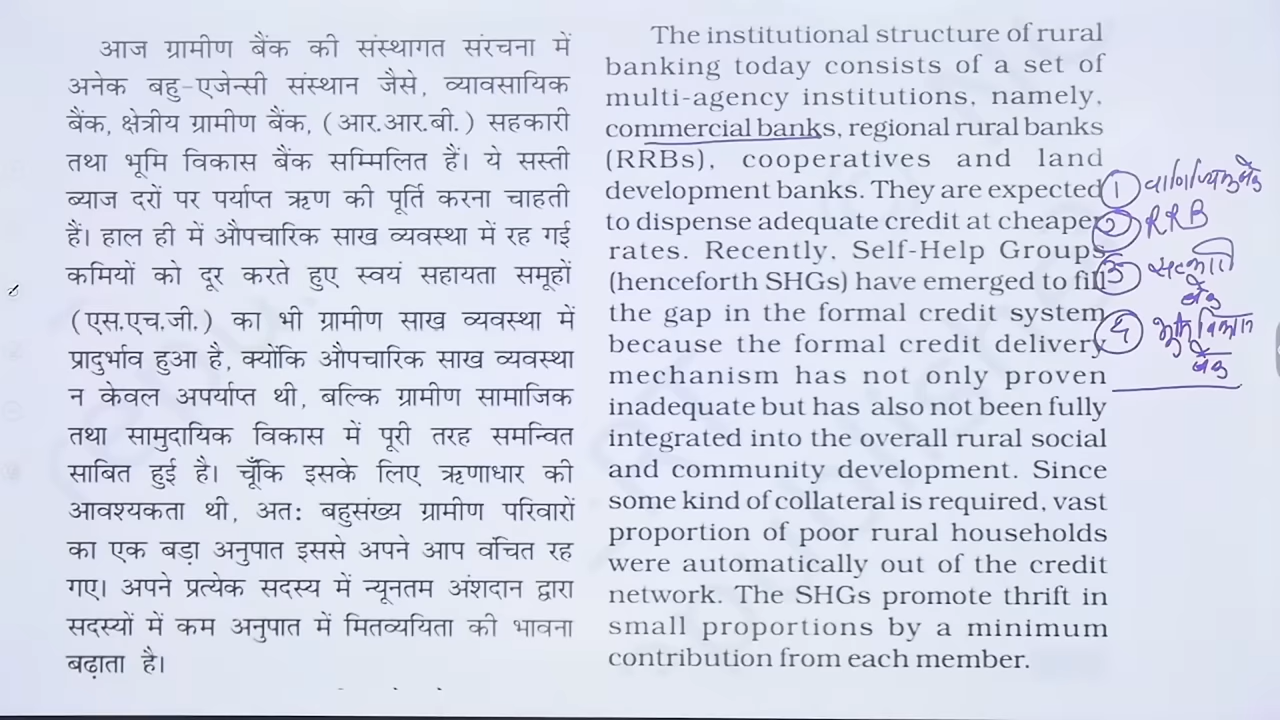 आज ग्रामीण बैंक की संस्थागत संरचना में
अनेक बहु-एजेन्सी संस्थान जैसे, व्यावसायिक
बैंक, क्षेत्रीय ग्रामीण बैंक, (आर.आर.बी.) सहकारी
तथा भूमि विकास बैंक सम्मिलित हैं। ये सस्ती
ब्याज दरों पर पर्याप्त ऋण की पूर्ति करना चाहती
हैं। हाल ही में औपचारिक साख व्यवस्था में रह गई
कमियों को दूर करते हुए स्वयं सहायता समूहों
(एस.एच.जी.) का भी ग्रामीण साख व्यवस्था में
प्रादुर्भाव हुआ है, क्योंकि औपचारिक साख व्यवस्था
न केवल अपर्याप्त थी, बल्कि ग्रामीण सामाजिक
तथा सामुदायिक विकास में पूरी तरह समन्वित
साबित हुई है। चूँकि इसके लिए ऋणाधार की
आवश्यकता थी, अतः बहुसंख्य ग्रामीण परिवारों
का एक बड़ा अनुपात इससे अपने आप वंचित रह
गए। अपने प्रत्येक सदस्य में न्यूनतम अंशदान द्वारा
सदस्यों में कम अनुपात में मितव्ययिता की भावना
बढ़ाता है।
The institutional structure of rural
banking today consists of a set of
multi-agency institutions, namely,
commercial banks, regional rural banks
(RRBs), cooperatives and land
development banks. They are expected
to dispense adequate credit at cheaper
rates. Recently, Self-Help Groups
(henceforth SHGs) have emerged to fill
the gap in the formal credit system
because the formal credit delivery
mechanism has not only proven
inadequate but has also not been fully
integrated into the overall rural social
and community development. Since
some kind of collateral is required, vast
proportion of poor rural households
were automatically out of the credit
network. The SHGs promote thrift in
small proportions by a minimum
contribution from each member.
1 वाणिज्यिक बैंक
2 RRB
3 सहकारी
बैंक
4 भूमि विकास
बैंक